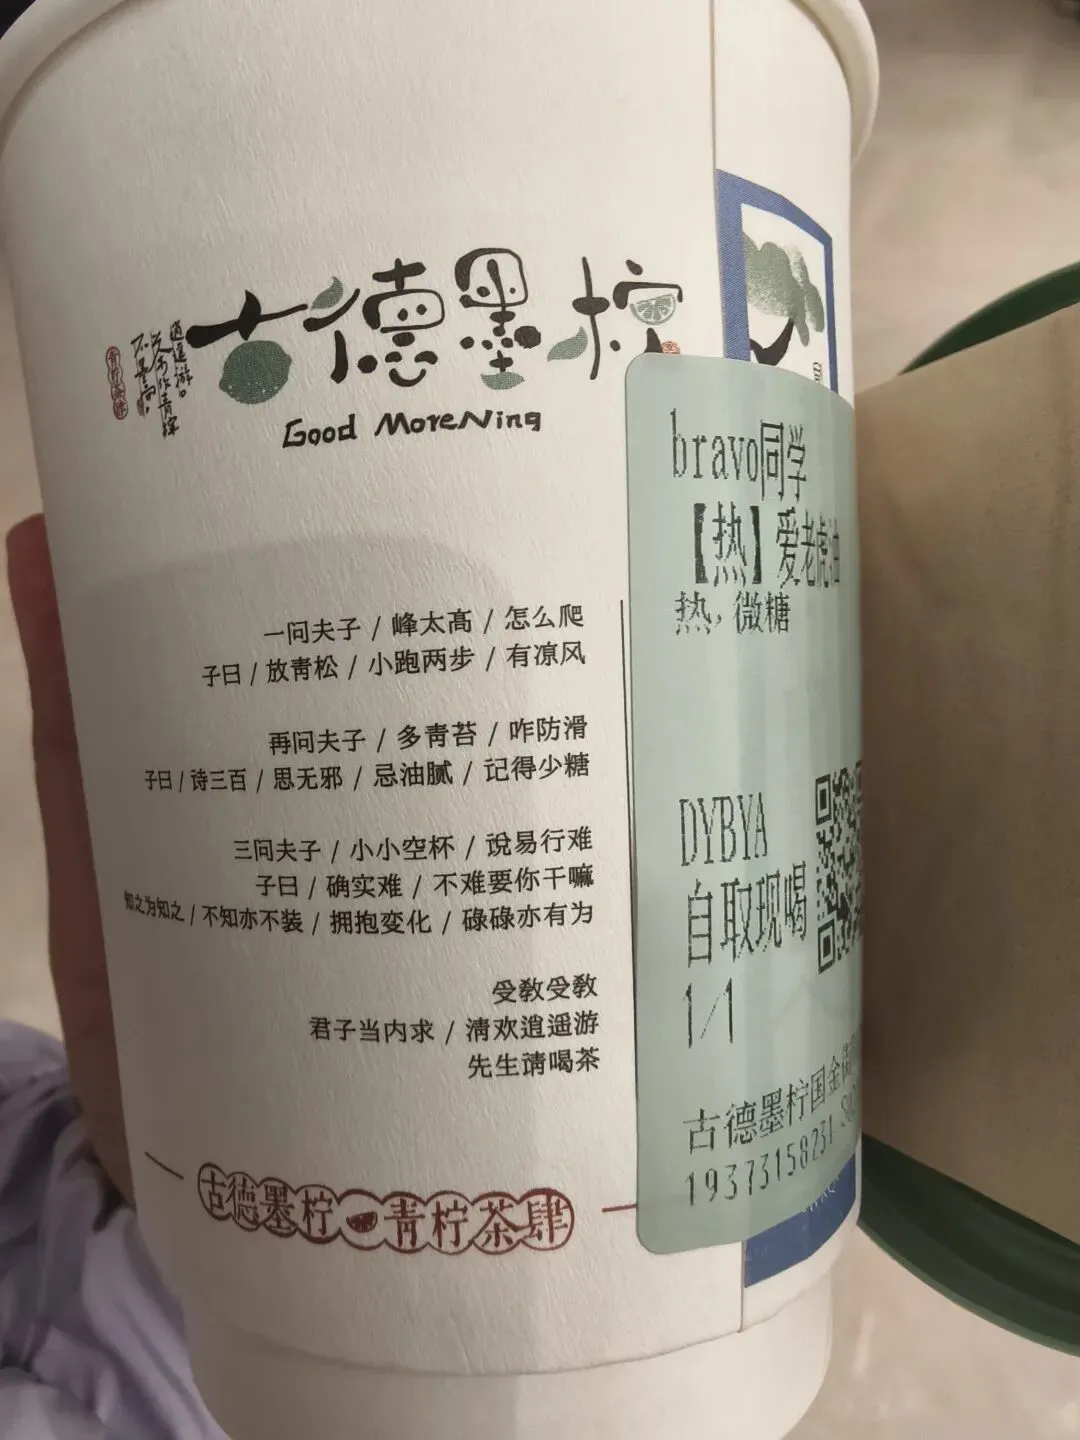 古德墨柠
Good MoreNing
逍遥游。
一问夫子 / 峰太高 / 怎么爬
子曰 / 放青松 / 小跑两步 / 有凉风
再问夫子 / 多青苔 / 咋防滑
子曰 / 诗三百 / 思无邪 / 忌油腻 / 记得少糖
三问夫子 / 小小空杯 / 说易行难
子曰 / 确实难 / 不难要你干嘛
知之为知之 / 不知亦不装 / 拥抱变化 / 碌碌亦有为
受教受教
君子当内求 / 清欢逍遥游
先生请喝茶
古德墨柠 青柠茶肆
bravo同学
【热】爱老虎油
热，微糖
DYBYA
自取现喝
1/1
古德墨柠国金
19373158231